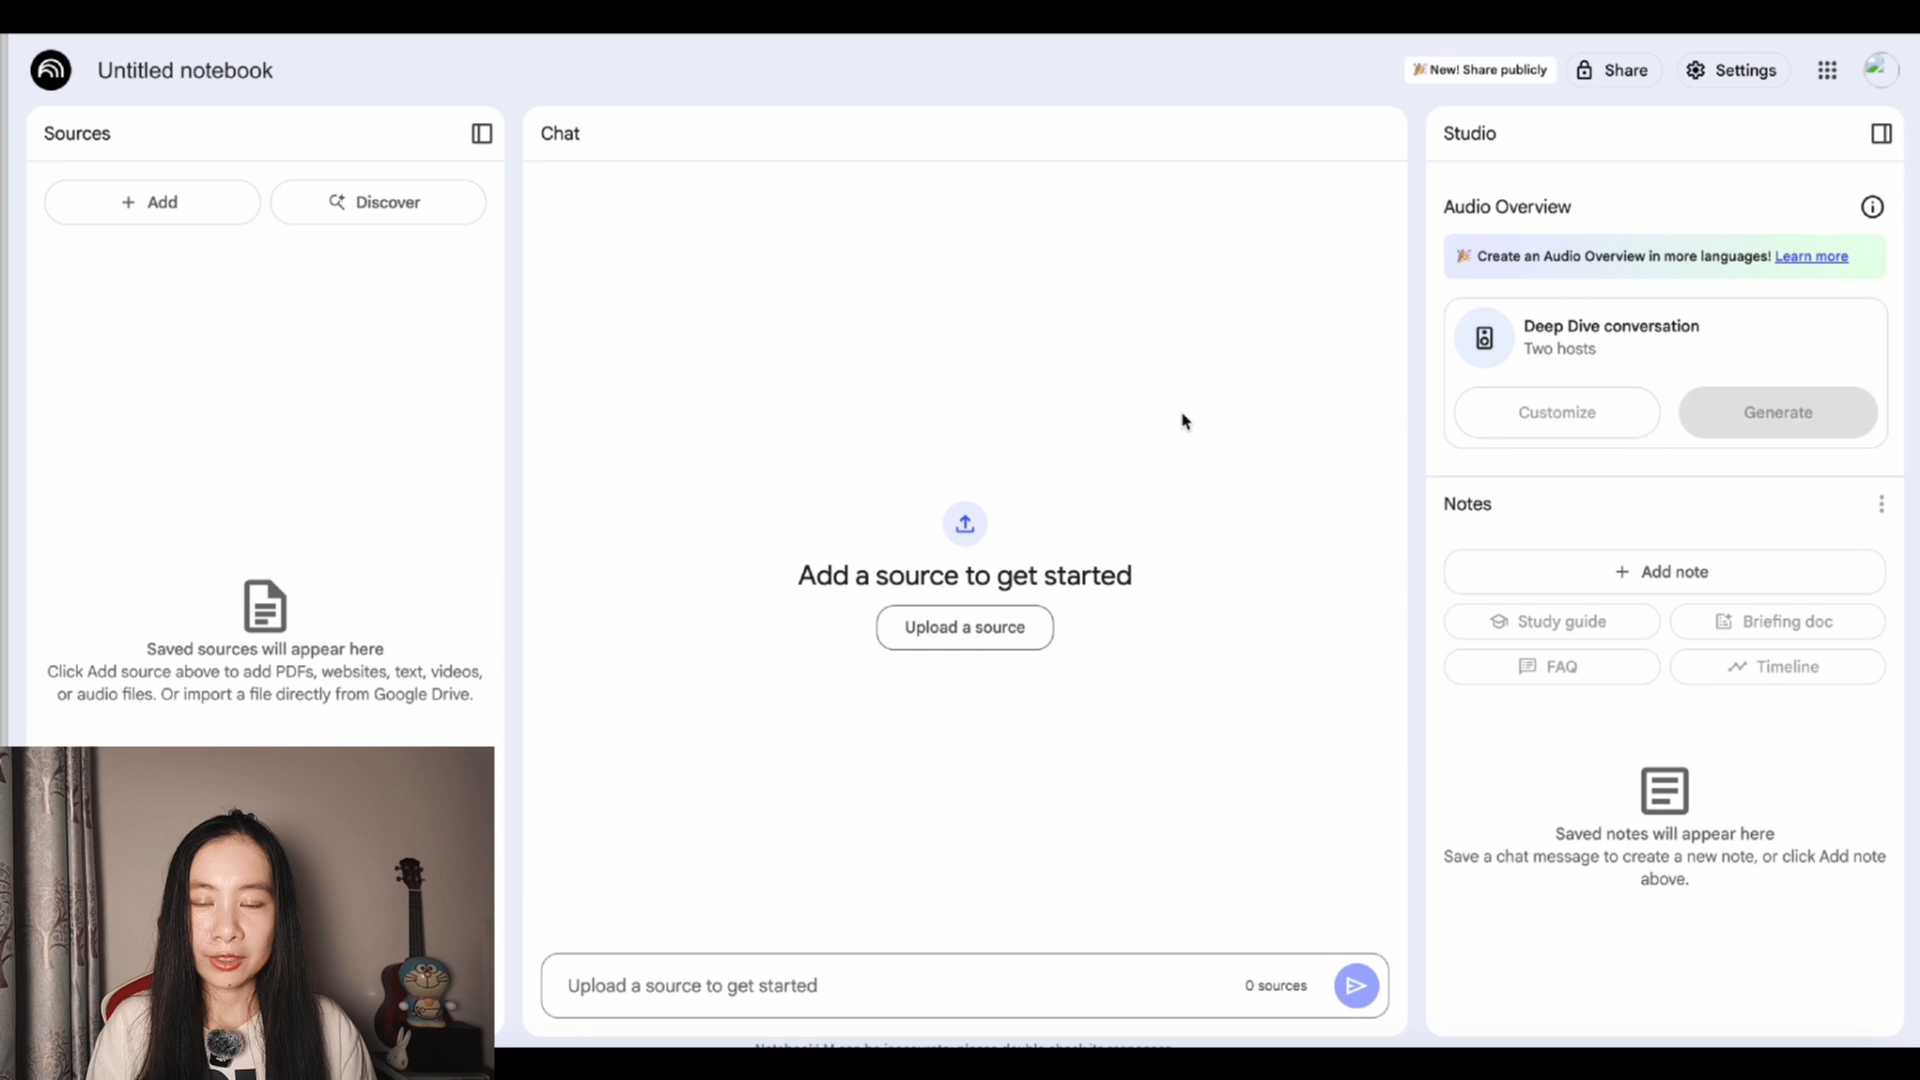 Untitled notebook
New! Share publicly
Share
Settings
Sources
Add
Discover
Saved sources will appear here
Click Add source above to add PDFs, websites, text, videos,
or audio files. Or import a file directly from Google Drive.
Chat
Add a source to get started
Upload a source
Upload a source to get started
0 sources
Studio
Audio Overview
Create an Audio Overview in more languages! Learn more
Deep Dive conversation
Two hosts
Customize
Generate
Notes
Add note
Study guide
Briefing doc
FAQ
Timeline
Saved notes will appear here
Save a chat message to create a new note, or click Add note
above.